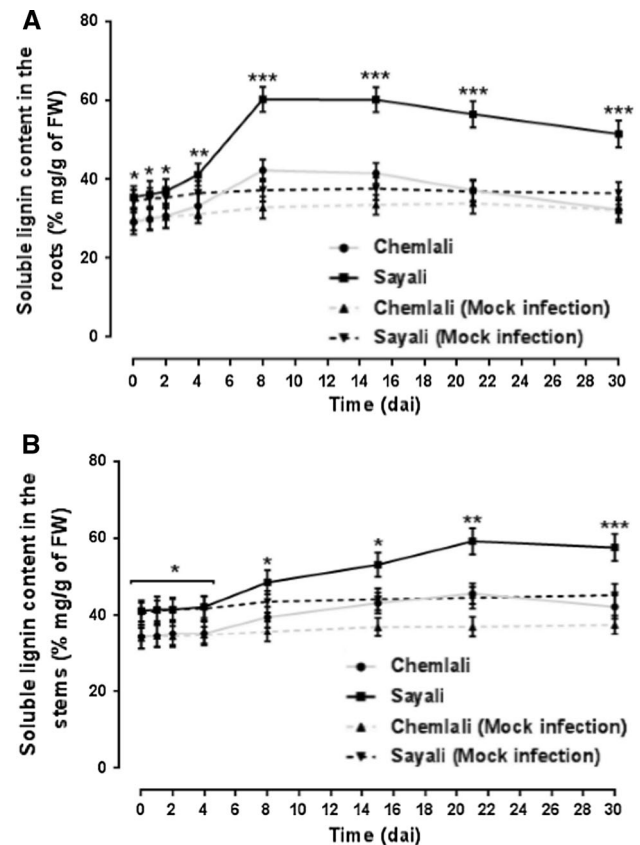 A
Soluble lignin content in the
roots (% mg/g of FW)
80
60
40
20
0
* * * ** *** *** *** ***
Chemlali
Sayali
Chemlali (Mock infection)
Sayali (Mock infection)
0 2 4 6 8 10 12 14 16 18 20 22 24 26 28 30
Time (dai)
B
Soluble lignin content in the
stems (% mg/g of FW)
80
60
40
20
0
* * * ** ***
Chemlali
Sayali
Chemlali (Mock infection)
Sayali (Mock infection)
0 2 4 6 8 10 12 14 16 18 20 22 24 26 28 30
Time (dai)